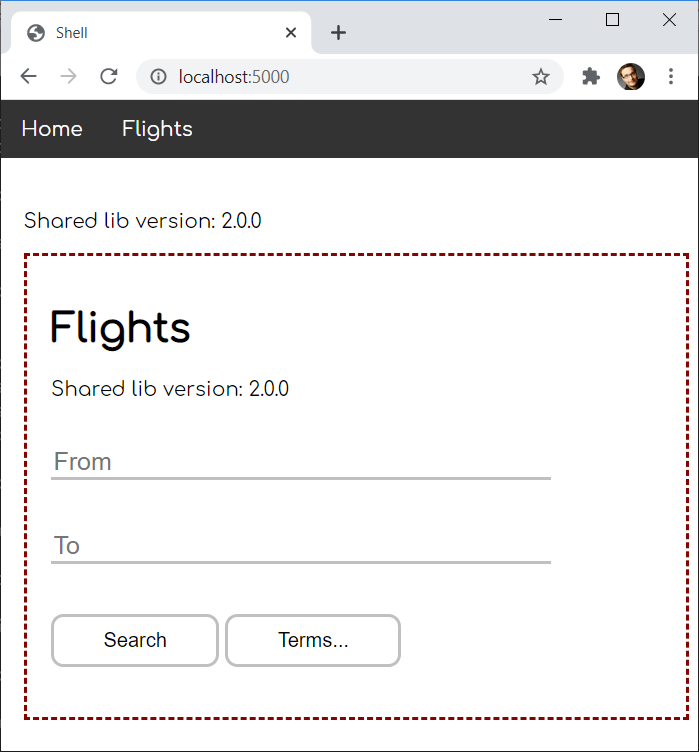 Shell
localhost:5000
Home Flights
Shared lib version: 2.0.0
Flights
Shared lib version: 2.0.0
From
To
Search Terms...